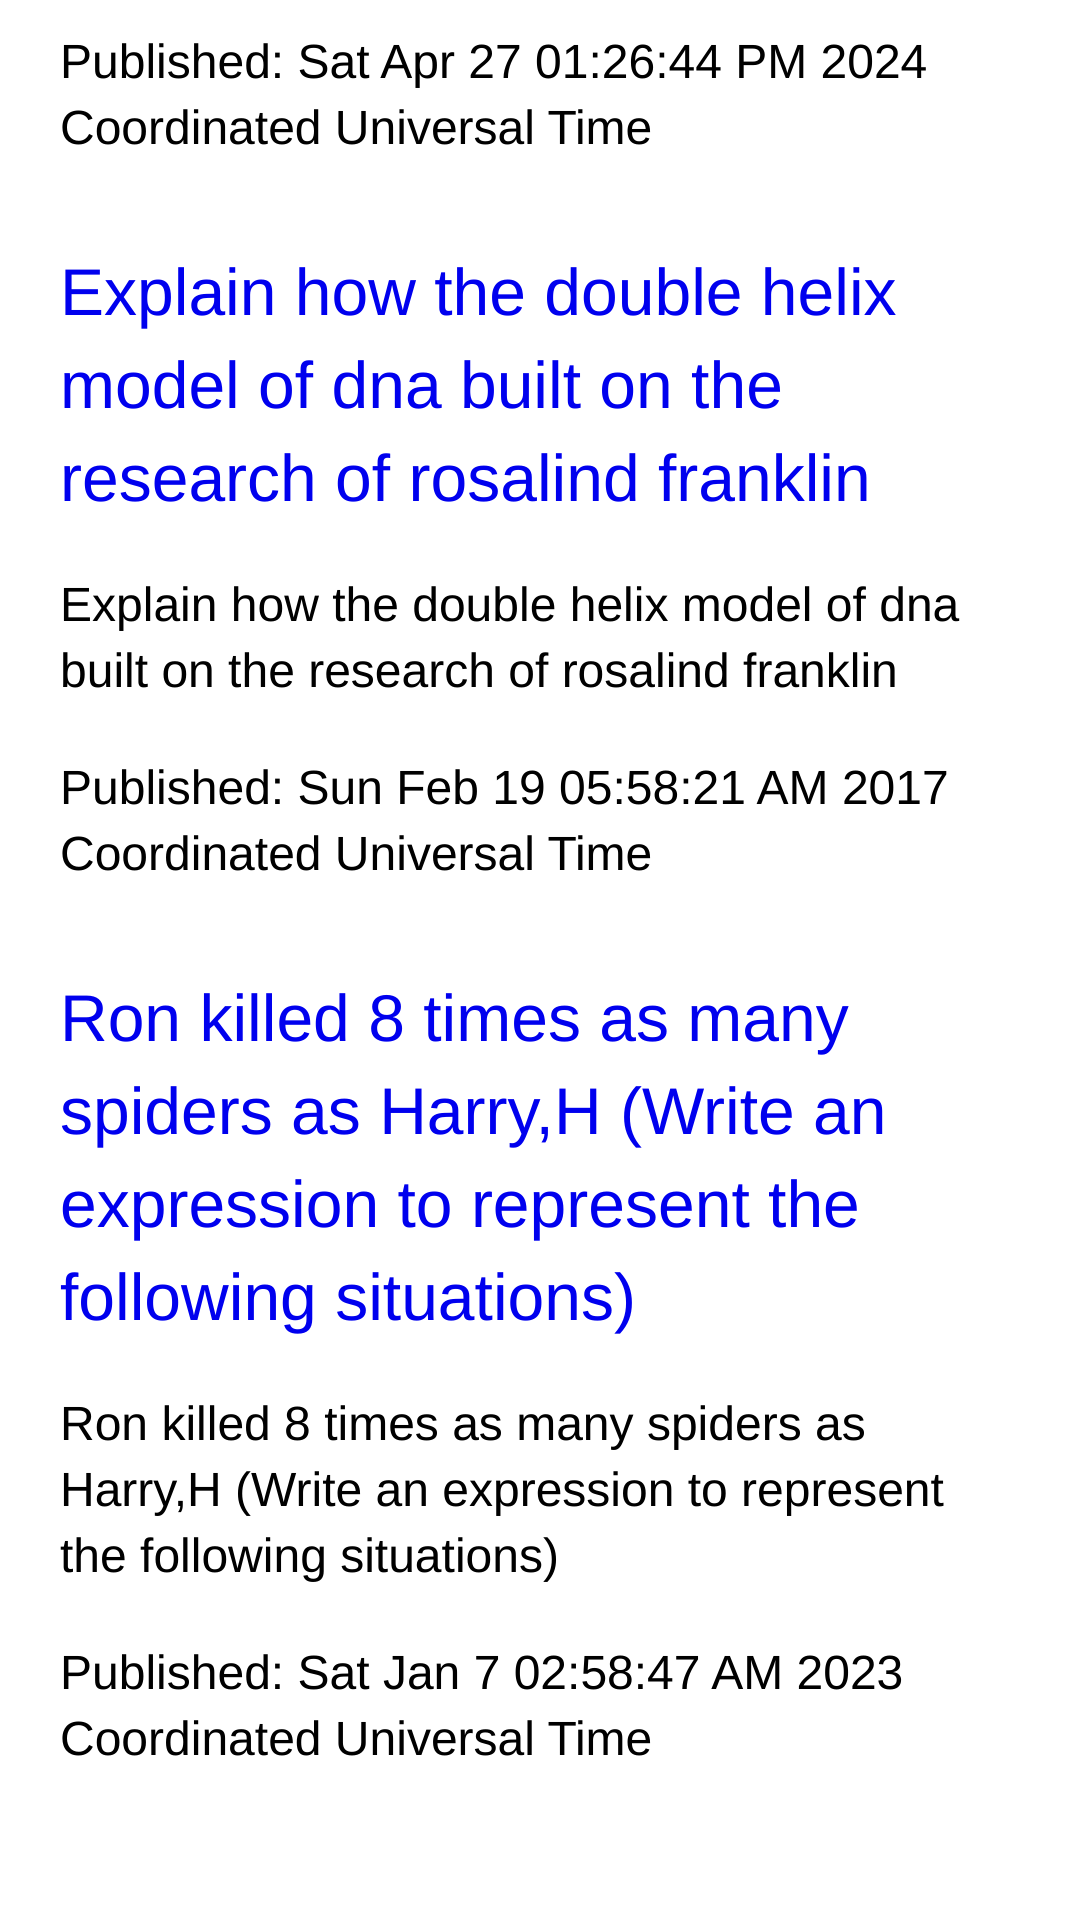 Published: Sat Apr 27 01:26:44 PM 2024
Coordinated Universal Time
Explain how the double helix
model of dna built on the
research of rosalind franklin
Explain how the double helix model of dna
built on the research of rosalind franklin
Published: Sun Feb 19 05:58:21 AM 2017
Coordinated Universal Time
Ron killed 8 times as many
spiders as Harry,H (Write an
expression to represent the
following situations)
Ron killed 8 times as many spiders as
Harry,H (Write an expression to represent
the following situations)
Published: Sat Jan 7 02:58:47 AM 2023
Coordinated Universal Time